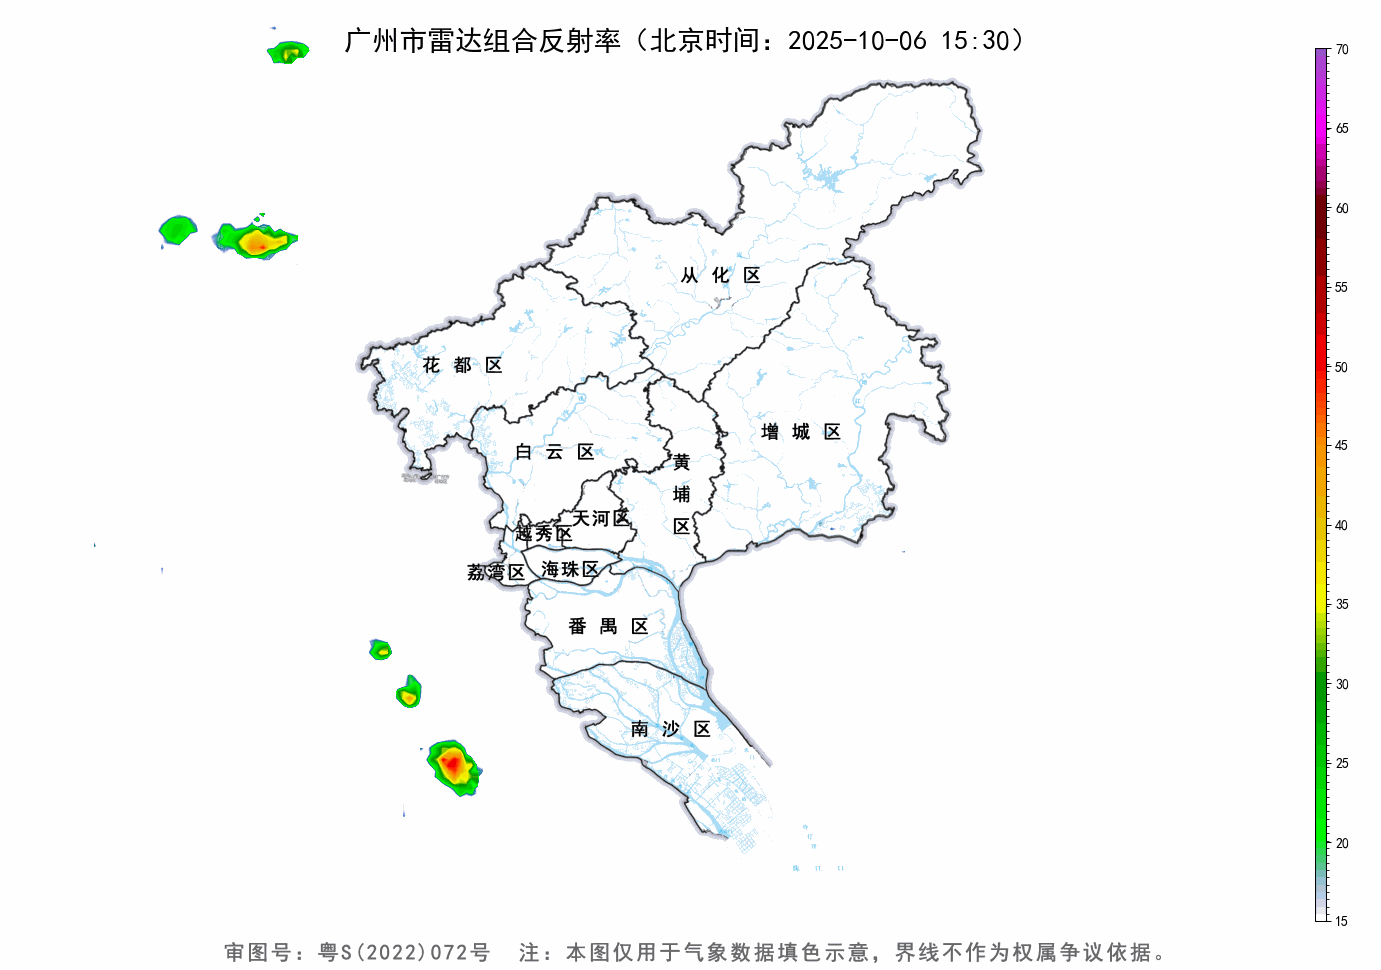 广州市雷达组合反射率（北京时间：2025-10-06 15:30）
70
65
60
55
50
45
40
35
30
25
20
15
从化区
花都区
增城区
白云区
黄埔区
天河区
越秀区
海珠区
荔湾区
番禺区
南沙区
审图号：粤S(2022)072号 注：本图仅用于气象数据填色示意，界线不作为权属争议依据。